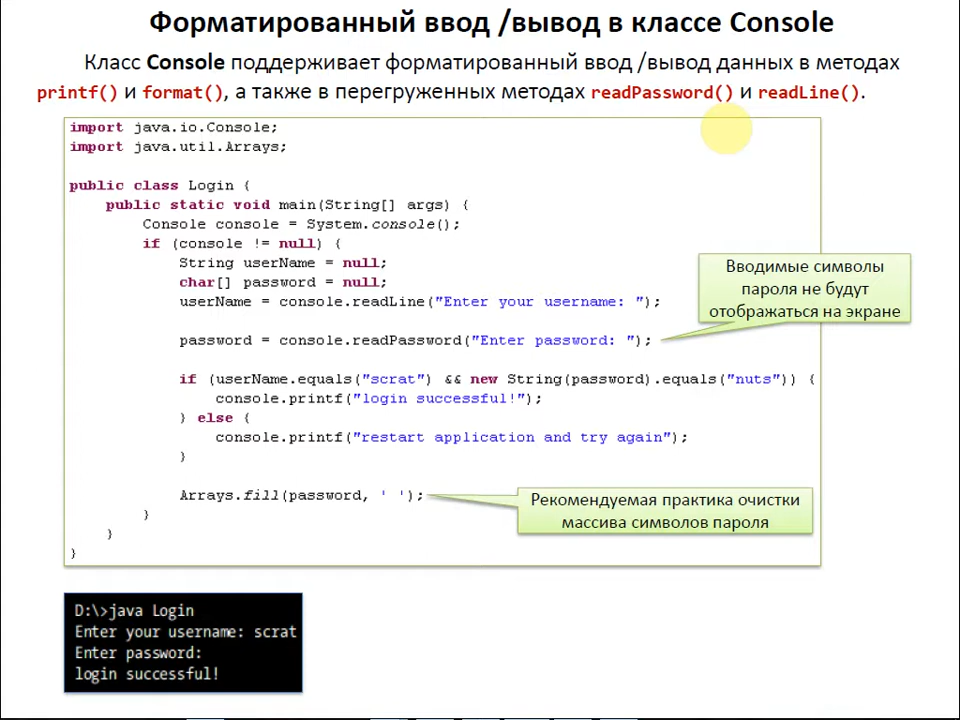 Форматированный ввод /вывод в классе Console
Класс Console поддерживает форматированный ввод /вывод данных в методах
printf() и format(), а также в перегруженных методах readPassword() и readLine().
import java.io.Console;
import java.util.Arrays;
public class Login {
public static void main(String[] args) {
Console console = System.console();
if (console != null) {
String userName = null;
char[] password = null;
userName = console.readLine("Enter your username: ");
password = console.readPassword("Enter password: ");
if (userName.equals("scrat") && new String(password).equals("nuts")) {
console.printf("login successful!");
} else {
console.printf("restart application and try again");
}
Arrays.fill(password, ' ');
}
}
}
Вводимые символы
пароля не будут
отображаться на экране
Рекомендуемая практика очистки
массива символов пароля
D:\>java Login
Enter your username: scrat
Enter password:
login successful!